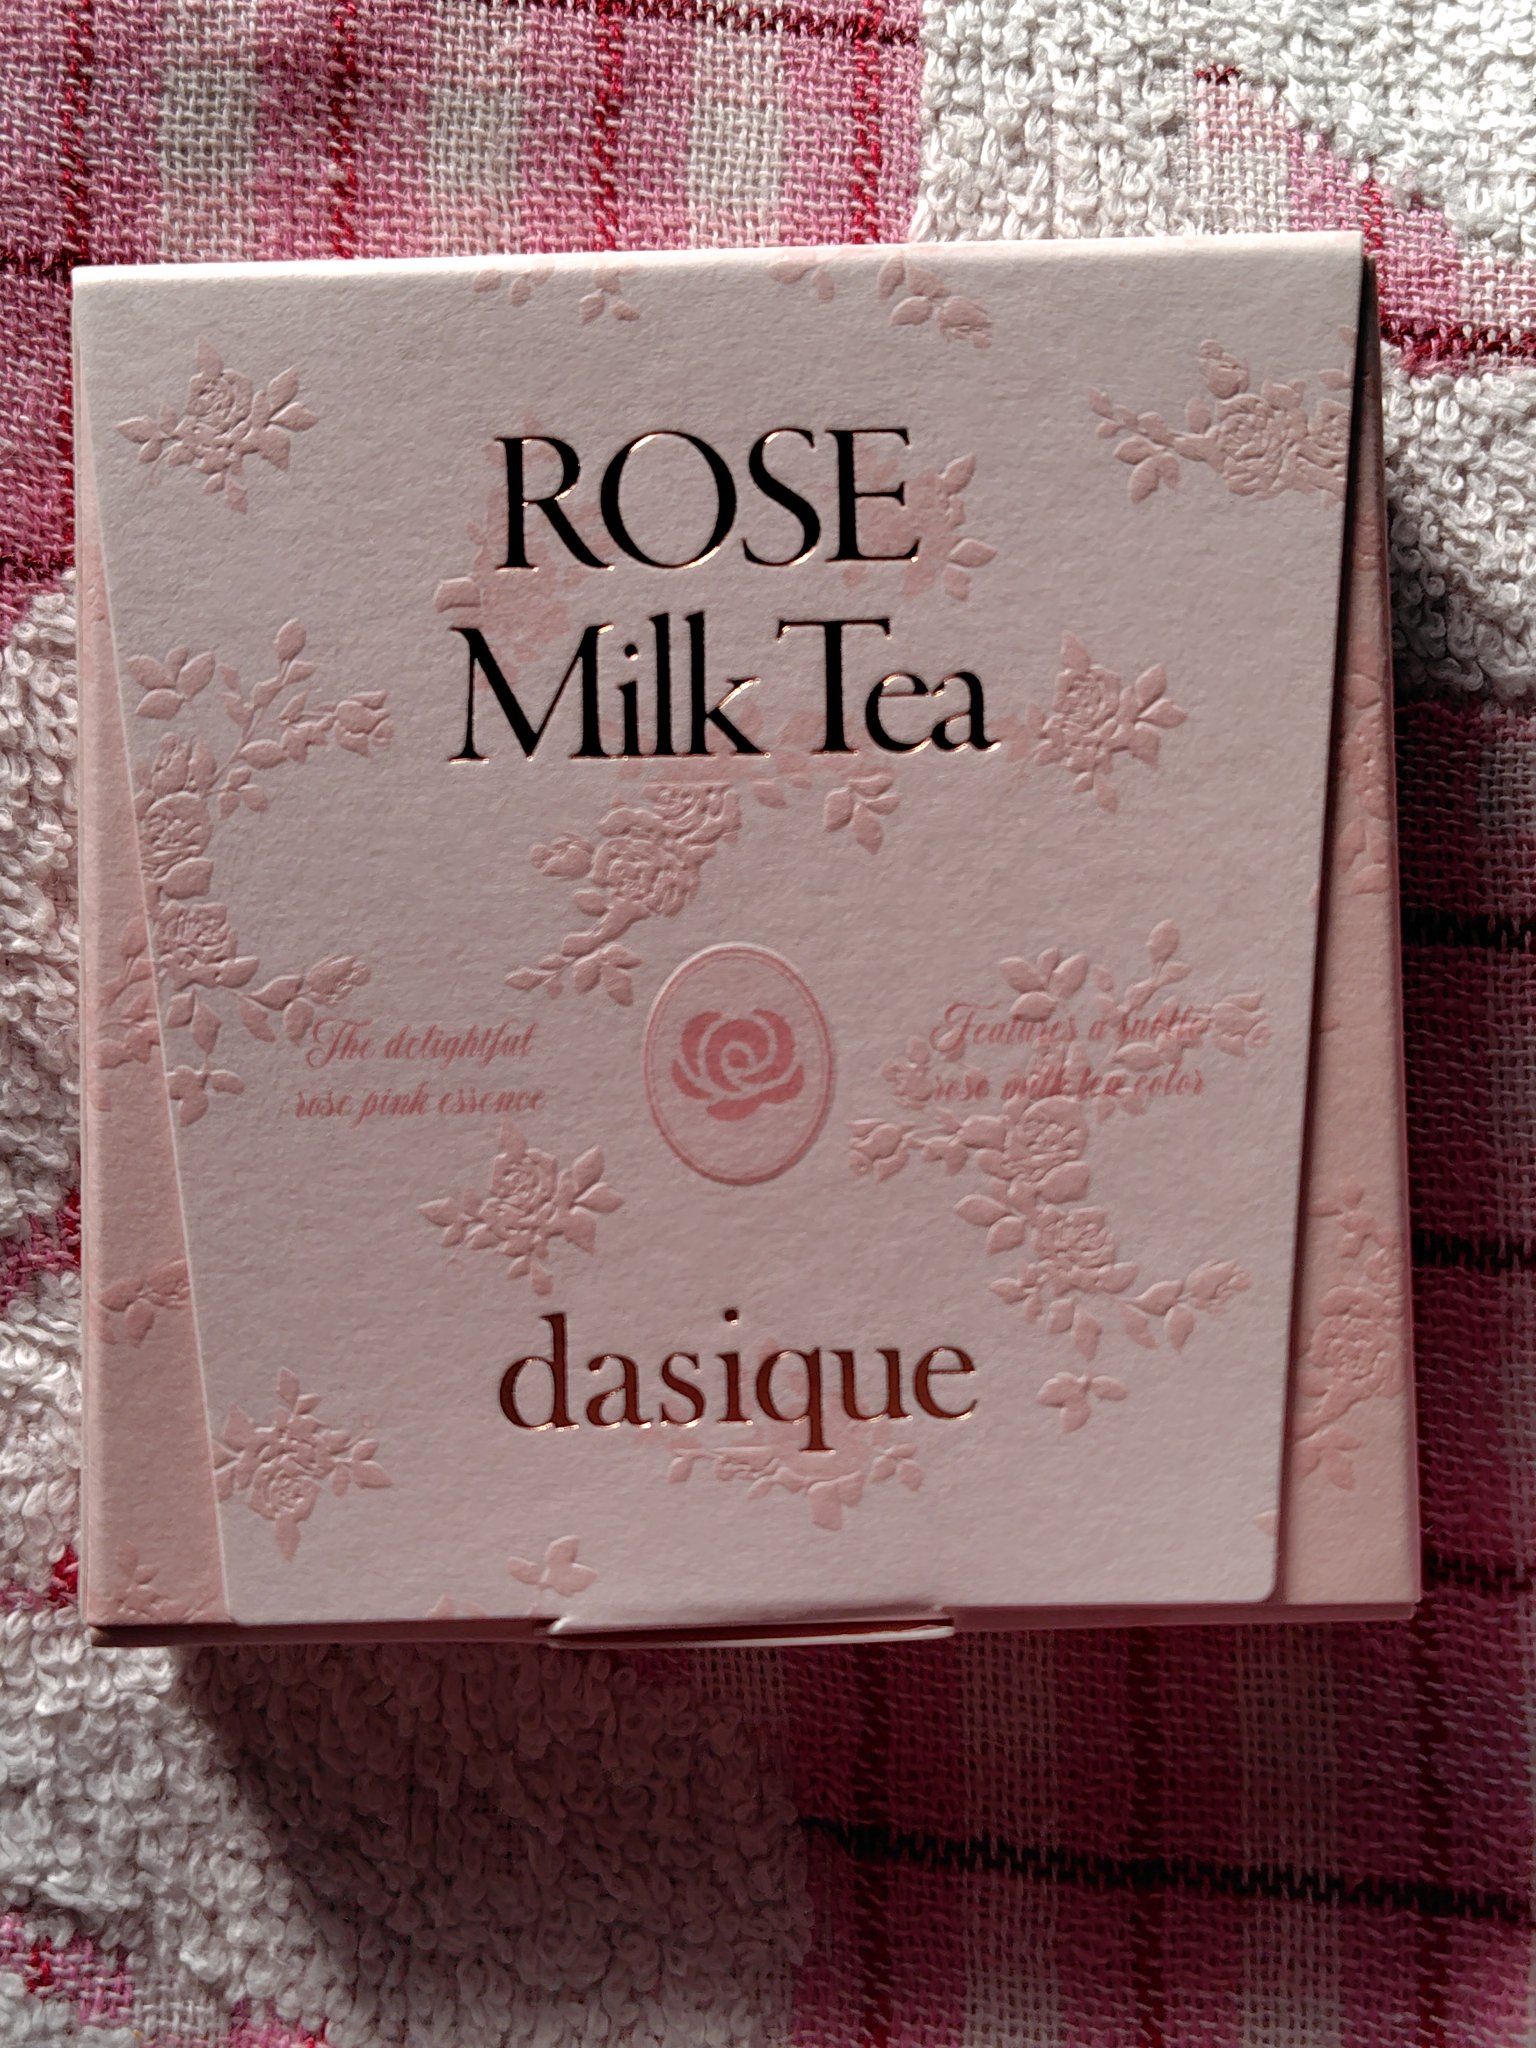 ROSE
Milk Tea
The delightful
rose pink essence
Features a subtle
rose milk tea color
dasique